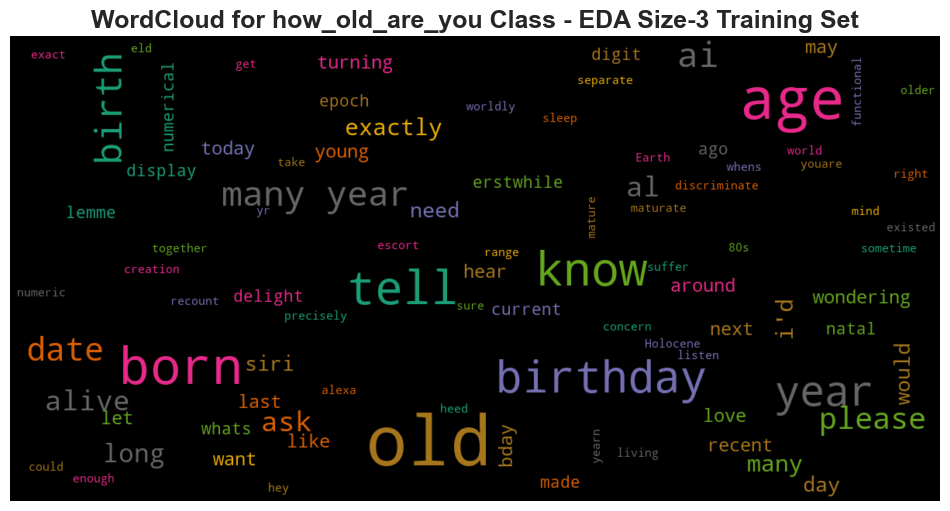 WordCloud for how_old_are_you Class - EDA Size-3 Training Set
exact
eld
get
turning
digit
ai
may
separate
functional
older
birth
numerical
epoch
worldly
age
exactly
sleep
today
young
take
ago
Earth
world
whens
youare
display
many year
erstwhile
al
discriminate
right
lemme
yr
need
mature
maturate
mind
existed
together
escort
range
know
80s
sometime
creation
hear
suffer
numeric
recount
delight
tell
sure
current
around
wondering
precisely
concern
next
i'd
natal
date
born
siri
Holocene
listen
birthday
year
would
alive
alexa
last
heed
let
whats
ask
like
old
bday
love
please
long
want
yearn
living
recent
many
could
enough
hey
made
day